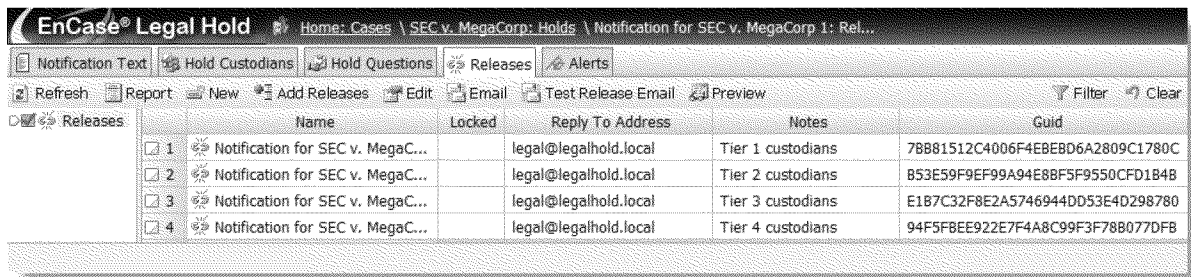 EnCase® Legal Hold Home: Cases \ SEC v. MegaCorp: Holds \ Notification for SEC v. MegaCorp 1: Rel...
Notification Text Hold Custodians Hold Questions Releases Alerts
Refresh Report New Add Releases Edit Email Test Release Email Preview Filter Clear
Releases Name Locked Reply To Address Notes Guid
1 Notification for SEC v. MegaC... legal@legalhold.local Tier 1 custodians 7BB81512C4006F4EBEBD6A2809C1780C
2 Notification for SEC v. MegaC... legal@legalhold.local Tier 2 custodians B53E59F9EF99A94E8BF5F9550CFD1B4B
3 Notification for SEC v. MegaC... legal@legalhold.local Tier 3 custodians E1B7C32F8E2A5746944DD53E4D298780
4 Notification for SEC v. MegaC... legal@legalhold.local Tier 4 custodians 94F5FBEE922E7F4A8C99F3F78B077DFB